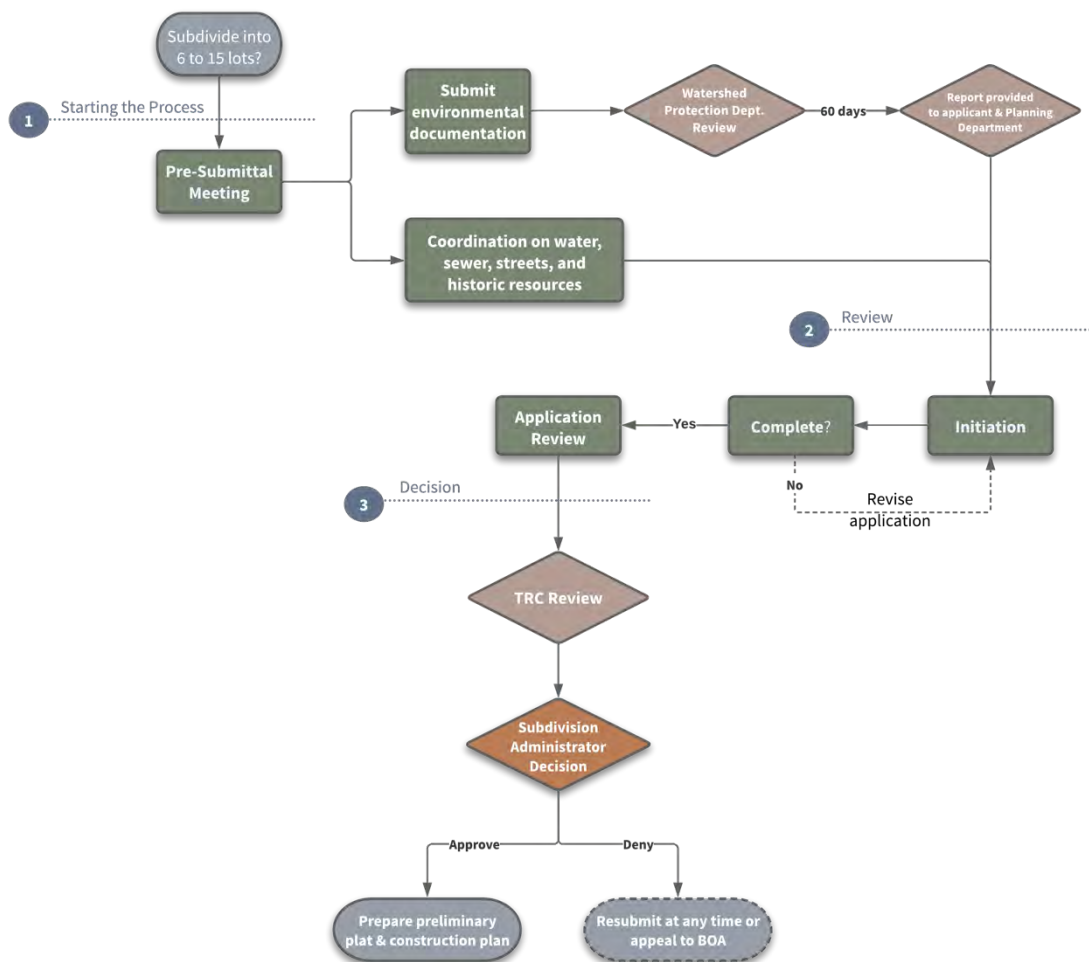 Subdivide into
6 to 15 lots?
1
Starting the Process
Pre-Submittal
Meeting
Submit
environmental
documentation
Watershed
Protection Dept.
Review
60 days
Report provided
to applicant & Planning
Department
Coordination on water,
sewer, streets, and
historic resources
2
Review
Initiation
Complete?
Yes
Application
Review
No
Revise
application
3
Decision
TRC Review
Subdivision
Administrator
Decision
Approve
Deny
Prepare preliminary
plat & construction plan
Resubmit at any time or
appeal to BOA